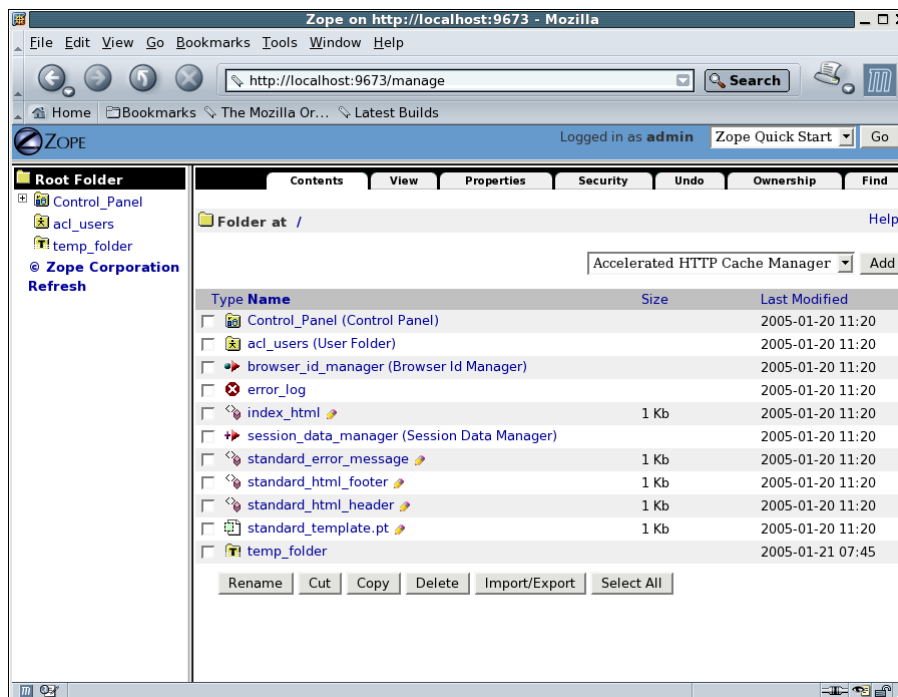 Zope on http://localhost:9673 - Mozilla
File Edit View Go Bookmarks Tools Window Help
http://localhost:9673/manage Search
Home Bookmarks The Mozilla Or... Latest Builds
ZOPE Logged in as admin Zope Quick Start Go
Root Folder
Control_Panel
acl_users
temp_folder
© Zope Corporation
Refresh
Contents View Properties Security Undo Ownership Find
Folder at / Help
Accelerated HTTP Cache Manager Add
Type Name Size Last Modified
Control_Panel (Control Panel) 2005-01-20 11:20
acl_users (User Folder) 2005-01-20 11:20
browser_id_manager (Browser Id Manager) 2005-01-20 11:20
error_log 2005-01-20 11:20
index_html 1 Kb 2005-01-20 11:20
session_data_manager (Session Data Manager) 2005-01-20 11:20
standard_error_message 1 Kb 2005-01-20 11:20
standard_html_footer 1 Kb 2005-01-20 11:20
standard_html_header 1 Kb 2005-01-20 11:20
standard_template.pt 1 Kb 2005-01-20 11:20
temp_folder 2005-01-21 07:45
Rename Cut Copy Delete Import/Export Select All